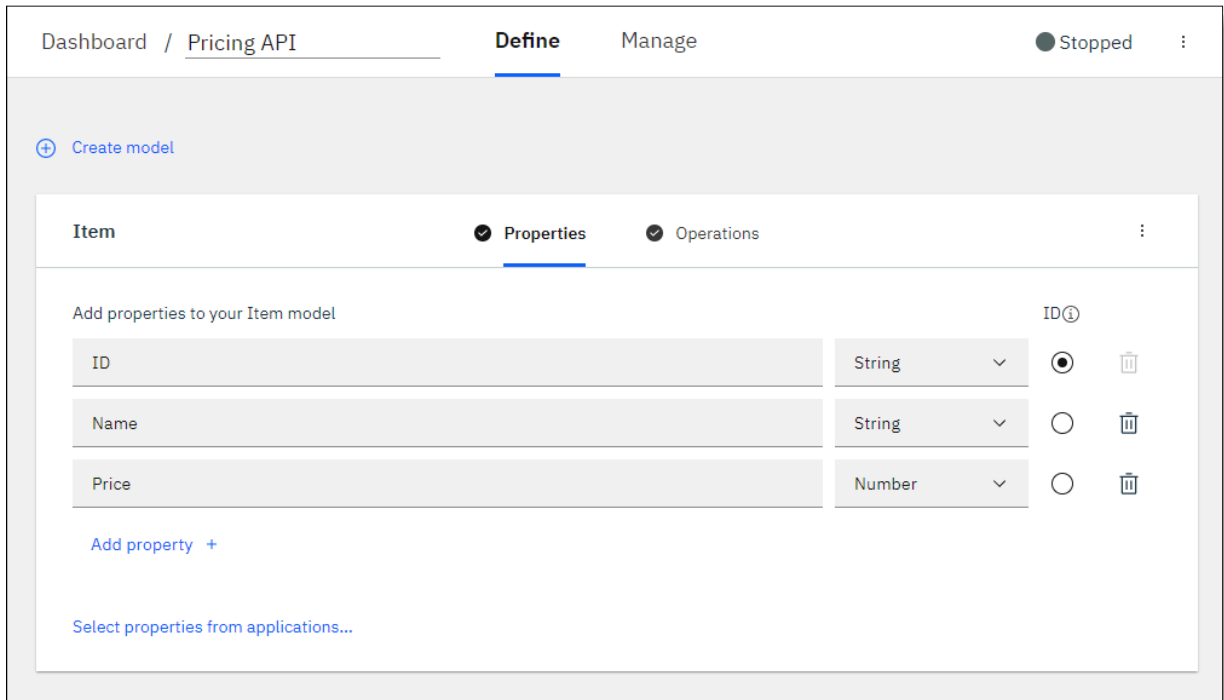 Dashboard / Pricing API Define Manage Stopped
Create model
Item Properties Operations
Add properties to your Item model ID
ID String
Name String
Price Number
Add property +
Select properties from applications...